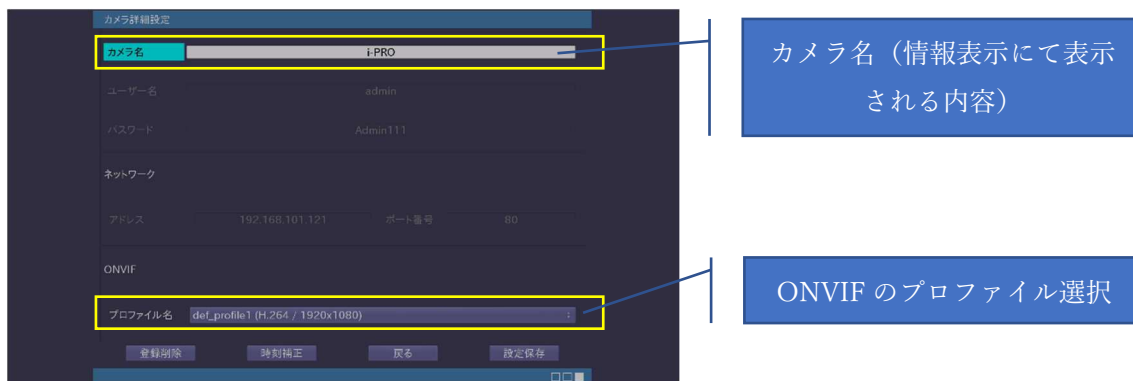 カメラ詳細設定
カメラ名 i-PRO
ユーザー名 admin
パスワード Admin111
ネットワーク
アドレス 192.168.101.121 ポート番号 80
ONVIF
プロファイル名 def_profile1 (H.264 / 1920x1080)
登録削除 時刻補正 戻る 設定保存
カメラ名（情報表示にて表示
される内容）
ONVIF のプロファイル選択